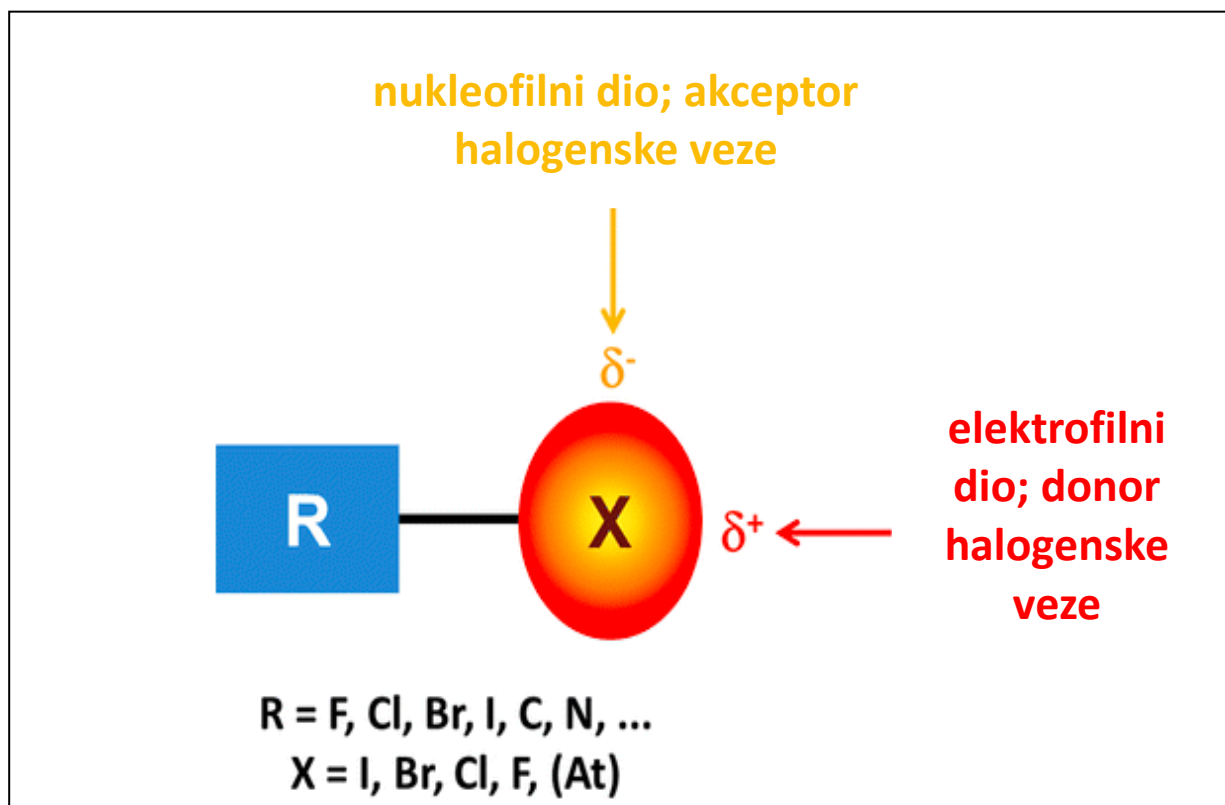 nukleofilni dio; akceptor
halogenske veze
δ-
elektrofilni
dio; donor
halogenske
veze
R
X
δ+
R = F, Cl, Br, I, C, N, ...
X = I, Br, Cl, F, (At)